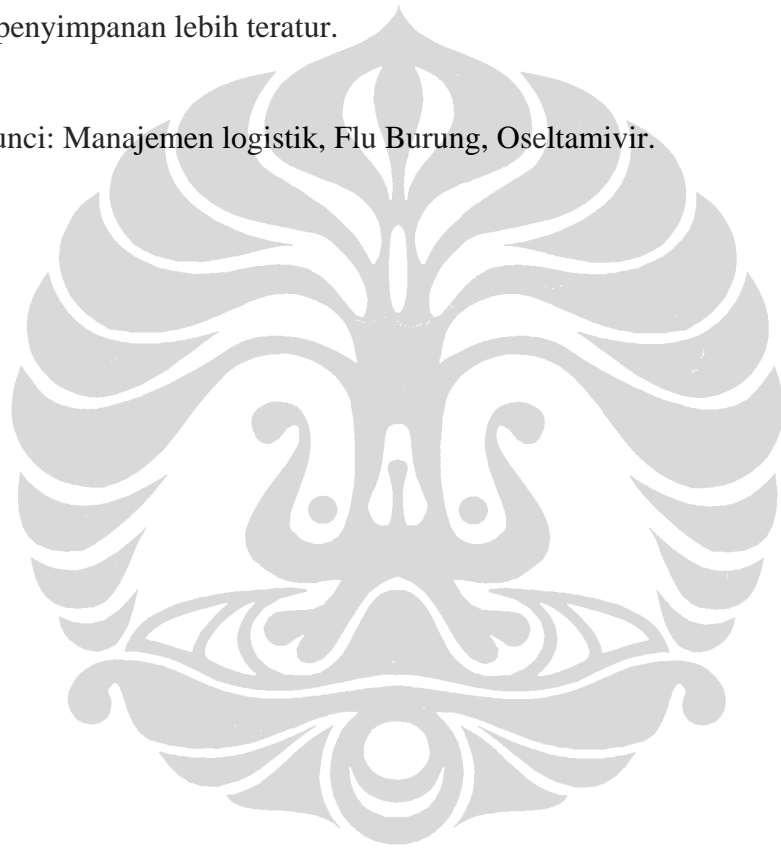 penyimpanan lebih teratur.
unci: Manajemen logistik, Flu Burung, Oseltamivir.